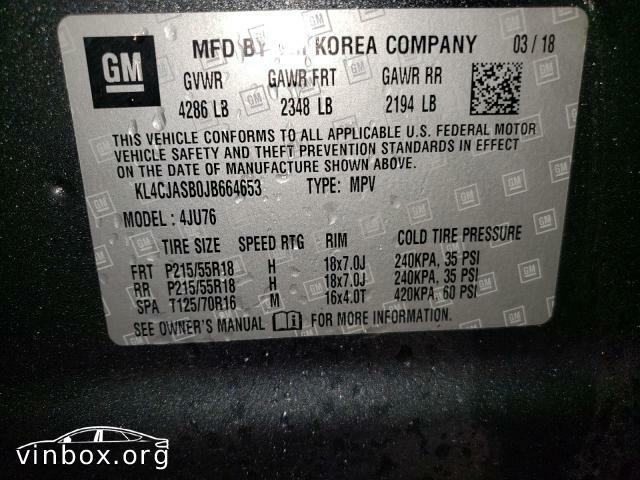 GM
MFD BY GM KOREA COMPANY 03/18
GVWR GAWR FRT GAWR RR
4286 LB 2348 LB 2194 LB
THIS VEHICLE CONFORMS TO ALL APPLICABLE U.S. FEDERAL MOTOR
VEHICLE SAFETY AND THEFT PREVENTION STANDARDS IN EFFECT
ON THE DATE OF MANUFACTURE SHOWN ABOVE.
KL4CJASB0JB664653 TYPE: MPV
MODEL: 4JU76
TIRE SIZE SPEED RTG RIM COLD TIRE PRESSURE
FRT P215/55R18 H 18x7.0J 240KPA, 35 PSI
RR P215/55R18 H 18x7.0J 240KPA, 35 PSI
SPA T125/70R16 M 16x4.0T 420KPA, 60 PSI
SEE OWNER'S MANUAL FOR MORE INFORMATION.
vinbox.org